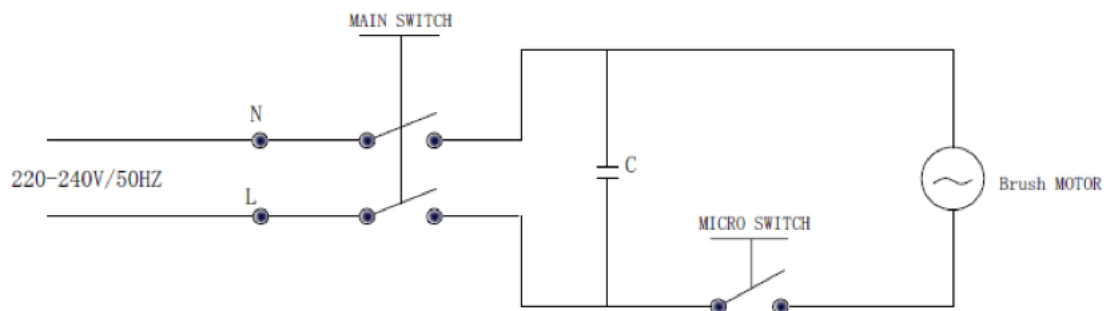 MAIN SWITCH
N
220-240V/50HZ
L
C
Brush MOTOR
MICRO SWITCH